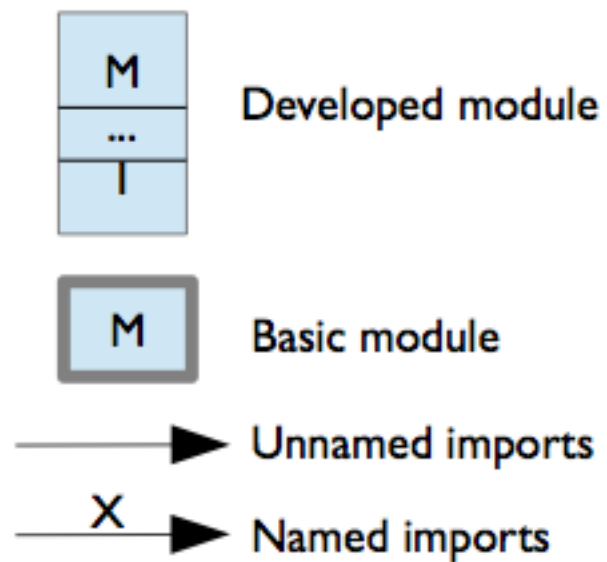 M
...
I
Developed module
M
Basic module
Unnamed imports
X
Named imports